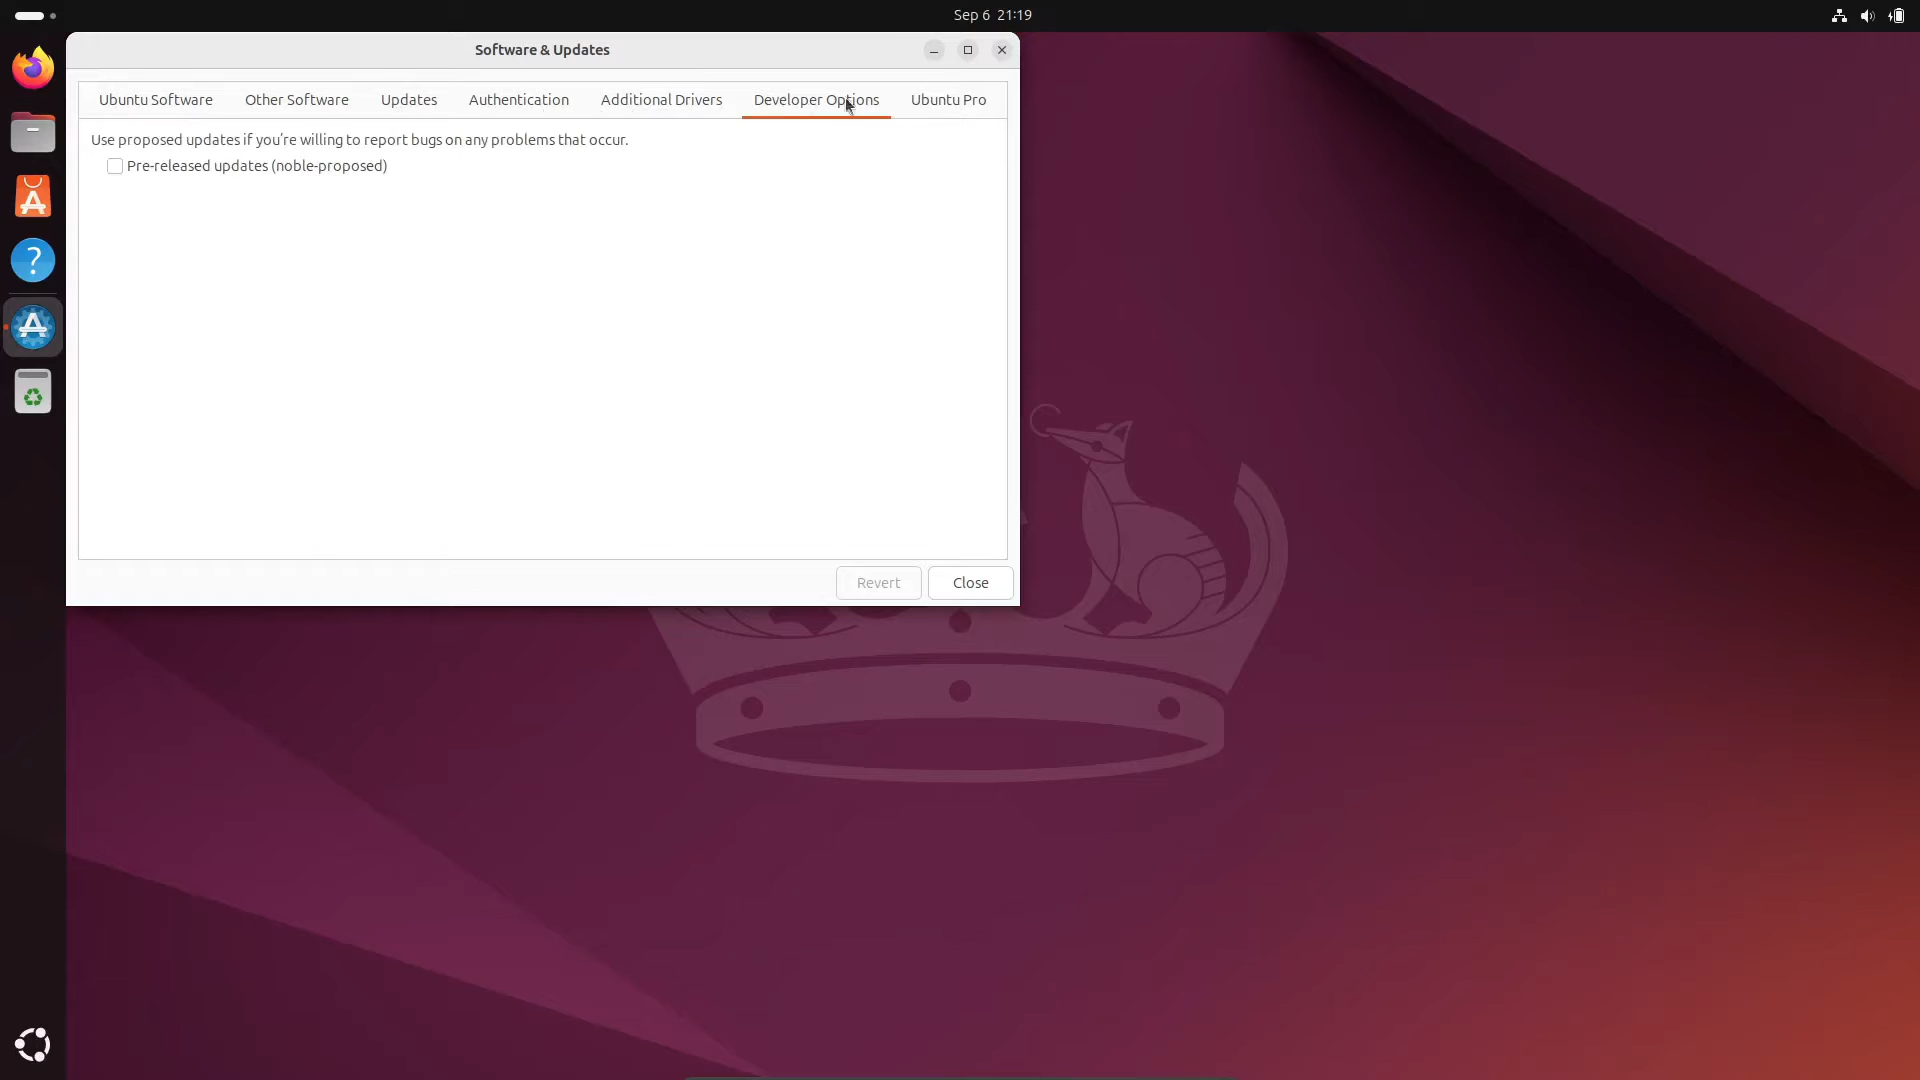 Sep 6 21:19
Software & Updates
Ubuntu Software
Other Software
Updates
Authentication
Additional Drivers
Developer Options
Ubuntu Pro
Use proposed updates if you're willing to report bugs on any problems that occur.
Pre-released updates (noble-proposed)
Revert
Close